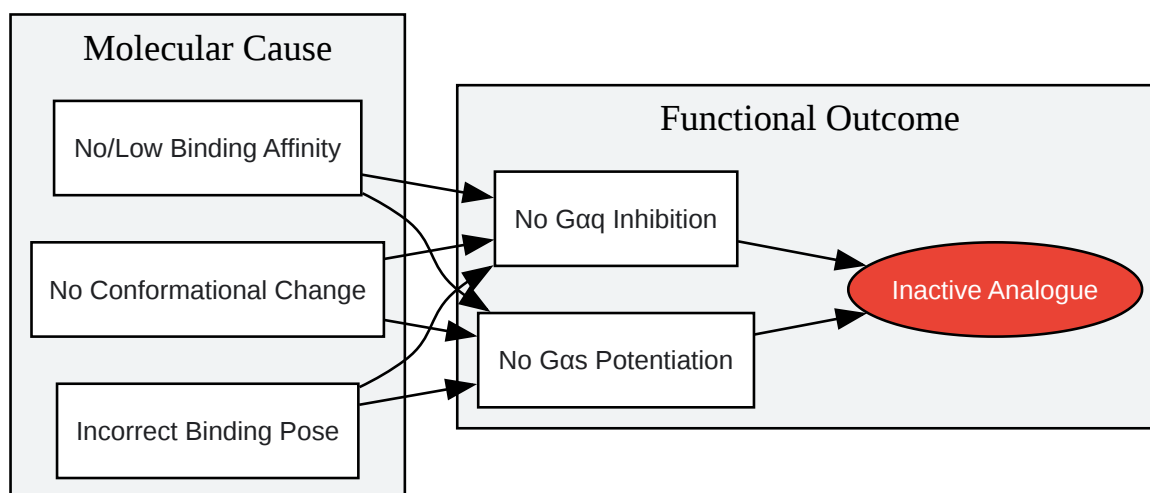 Molecular Cause
No/Low Binding Affinity
No Conformational Change
Incorrect Binding Pose
Functional Outcome
No Gαq Inhibition
No Gαs Potentiation
Inactive Analogue